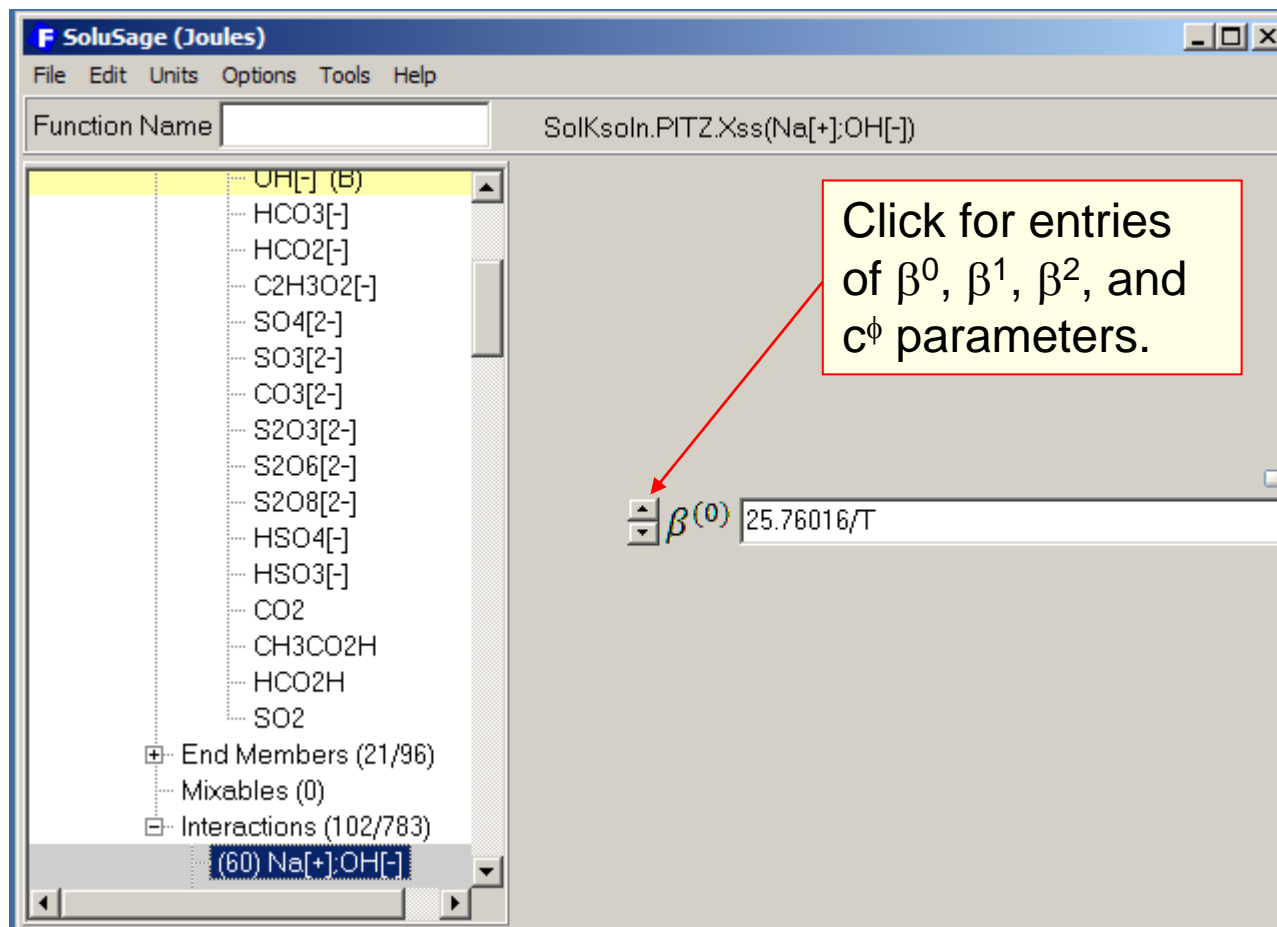 SoluSage (Joules)
File Edit Units Options Tools Help
Function Name
SolKsoln.PITZ.Xss(Na[+];OH[-])
OH[-] (B)
HCO3[-]
HCO2[-]
C2H3O2[-]
SO4[2-]
SO3[2-]
CO3[2-]
S2O3[2-]
S2O6[2-]
S2O8[2-]
HSO4[-]
HSO3[-]
CO2
CH3CO2H
HCO2H
SO2
End Members (21/96)
Mixables (0)
Interactions (102/783)
(60) Na[+];OH[-]
Click for entries
of β⁰, β¹, β², and
c^ϕ parameters.
β⁽⁰⁾ 25.76016/T